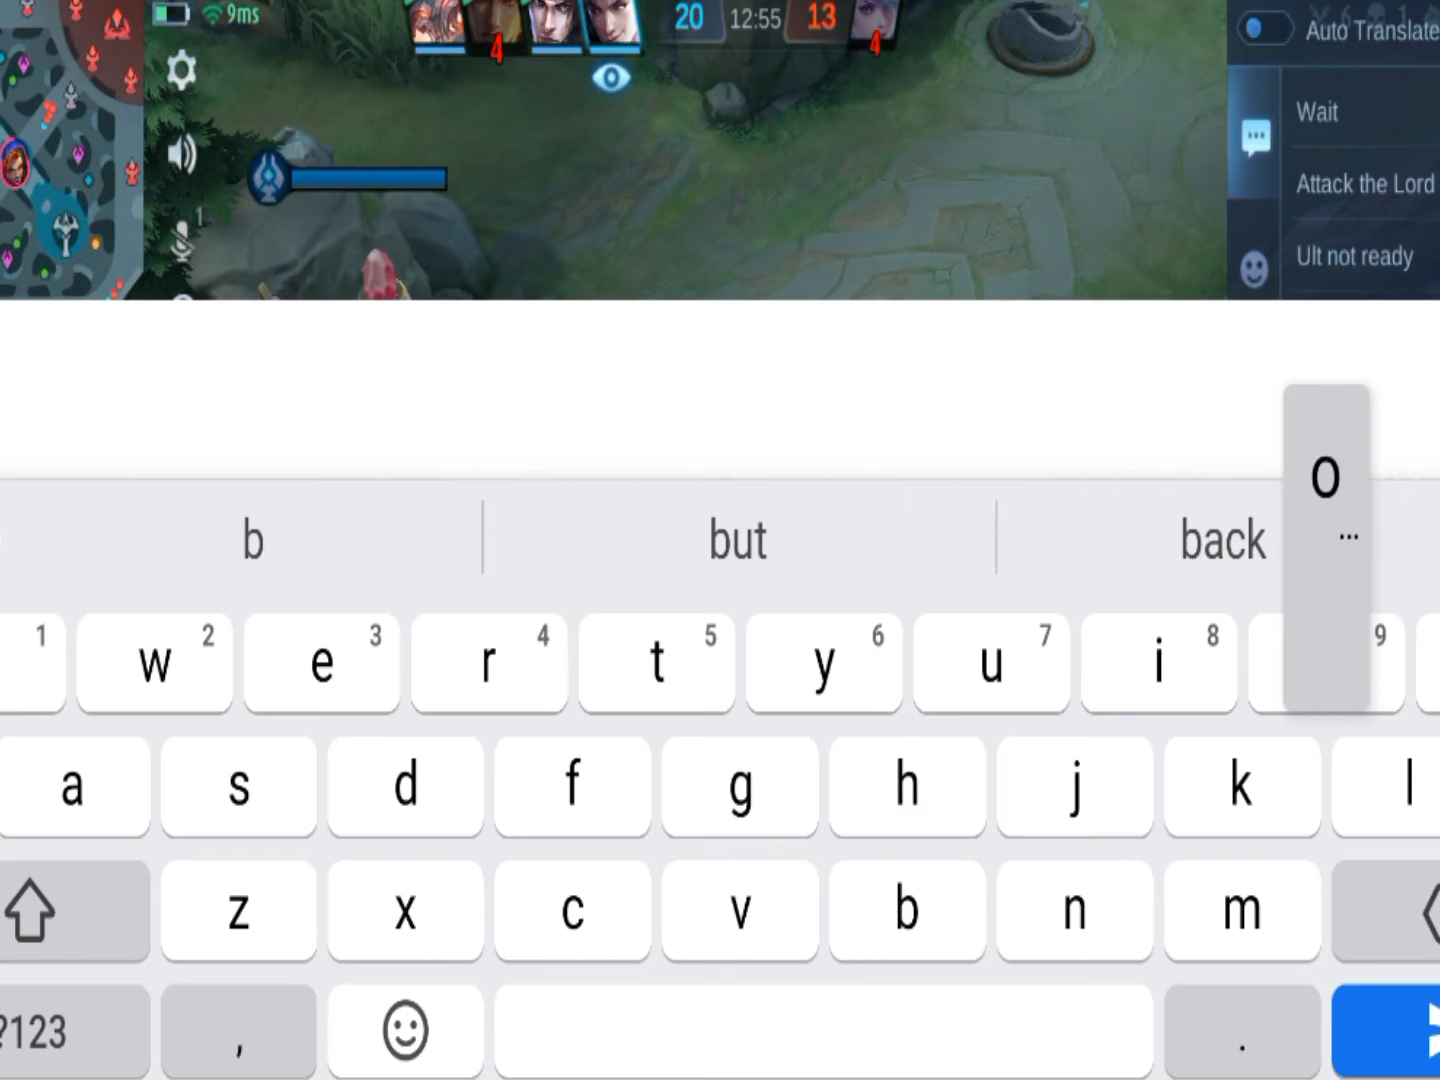 9ms
20 12:55 13
4 4
Auto Translate
Wait
1
Attack the Lord
Ult not ready
o
...
b but back
1 w 2 e 3 r 4 t 5 y 6 u 7 i 8 9
a s d f g h j k l
z x c v b n m
?123 , .